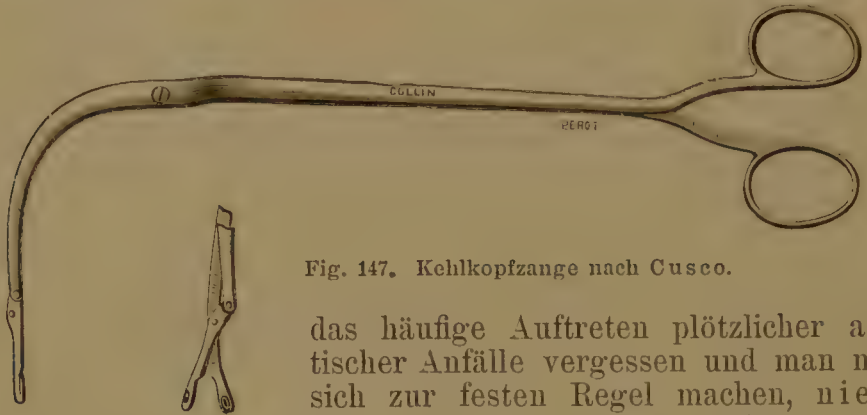 COLLIN
Fig. 147. Kehlkopfzange nach Cusco.
das häufige Auftreten plötzlicher a
tischer Anfälle vergessen und man
sich zur festen Regel machen, nie